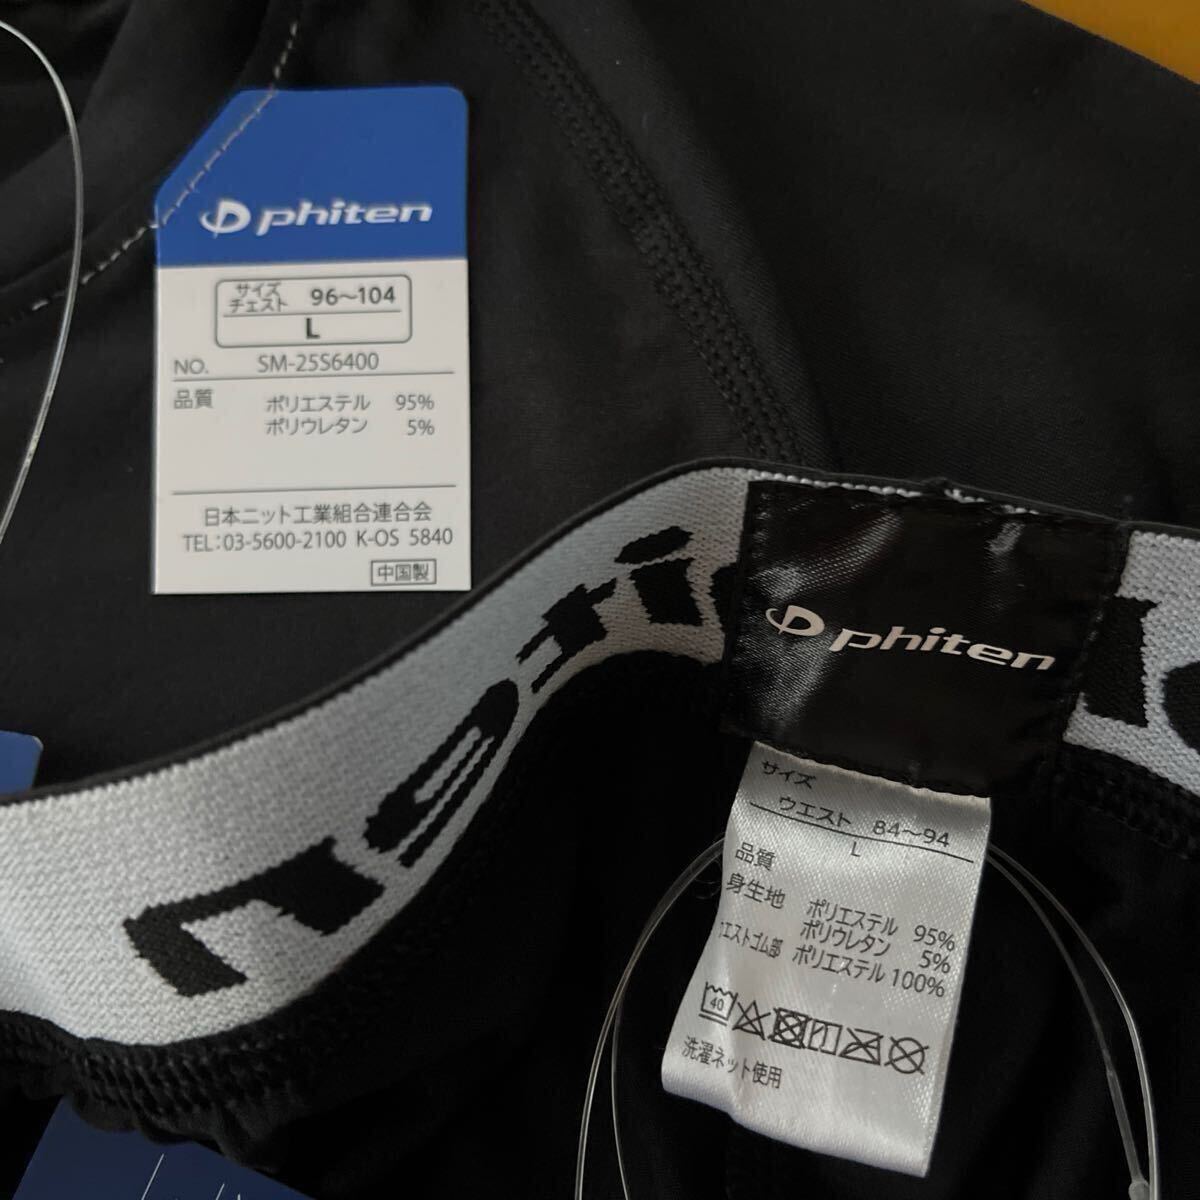 phiten
サイズ
チェスト 96～104
L
NO. SM-25S6400
品質 ポリエステル 95%
ポリウレタン 5%
日本ニット工業組合連合会
TEL:03-5600-2100 K-OS 5840
中国製
phiten
サイズ
ウエスト 84～94
L
品質
身生地 ポリエステル 95%
ポリウレタン 5%
ウエストゴム部 ポリエステル 100%
40
洗濯ネット使用